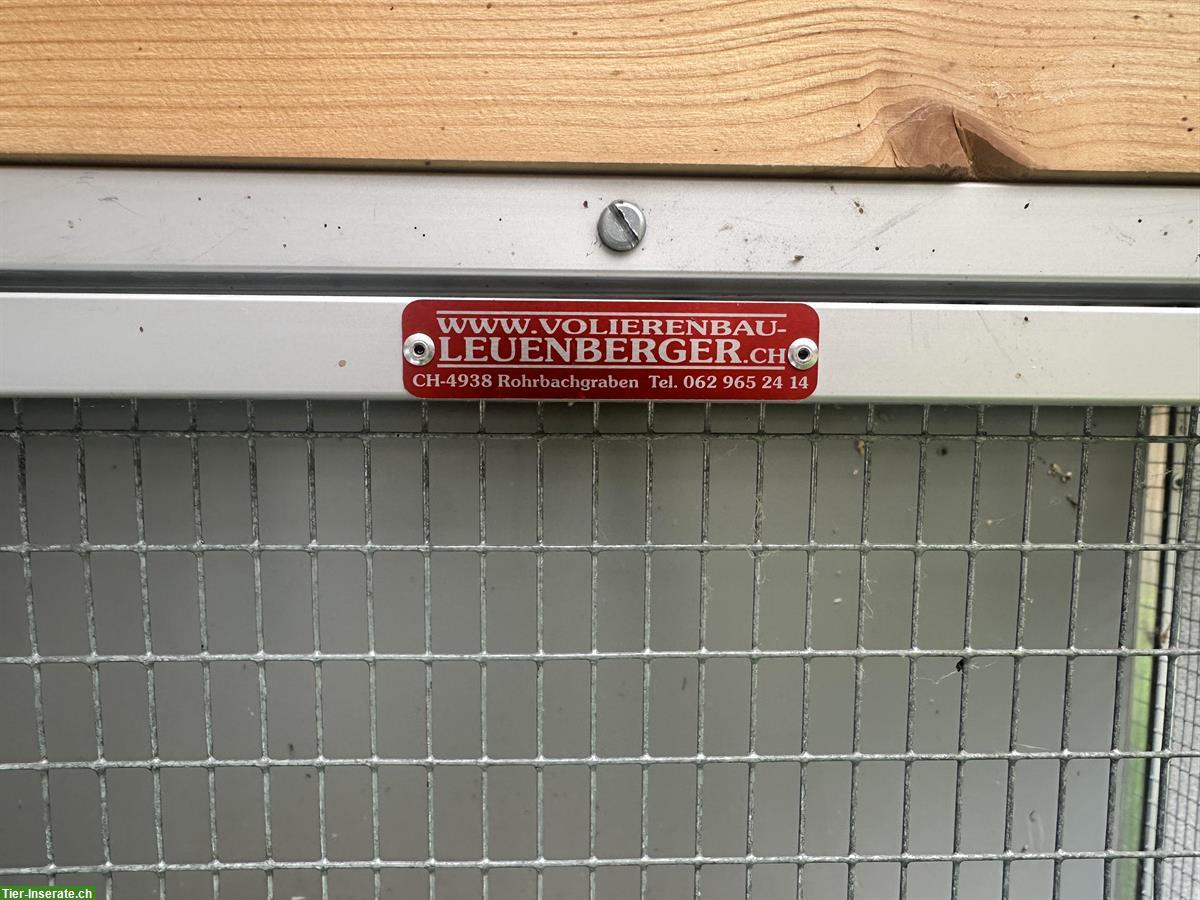 WWW.VOLIERENBAU-
LEUENBERGER.CH
CH-4938 Rohrbachgraben Tel. 062 965 24 14
Tier-Inserate.ch